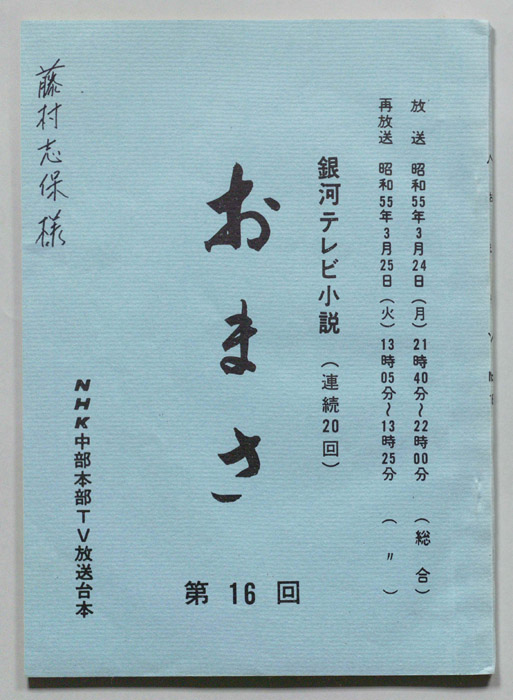 放送 昭和55年3月24日(月)21時40分〜22時00分(総合)
再放送 昭和55年3月25日(火)13時05分〜13時25分(〃)
銀河テレビ小説(連続20回)
おまさ
第16回
NHK中部本部TV放送台本
藤村志保様